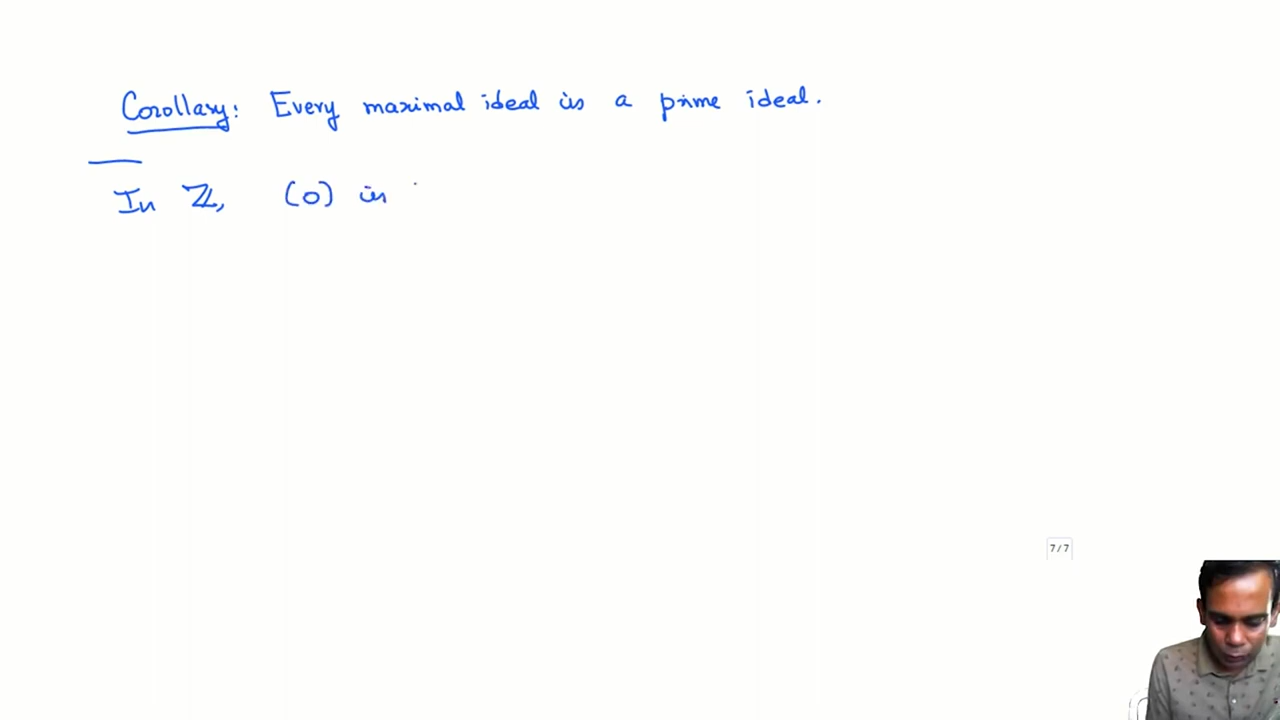 Corollary: Every maximal ideal is a prime ideal.
In ℤ, (0) is
7/7